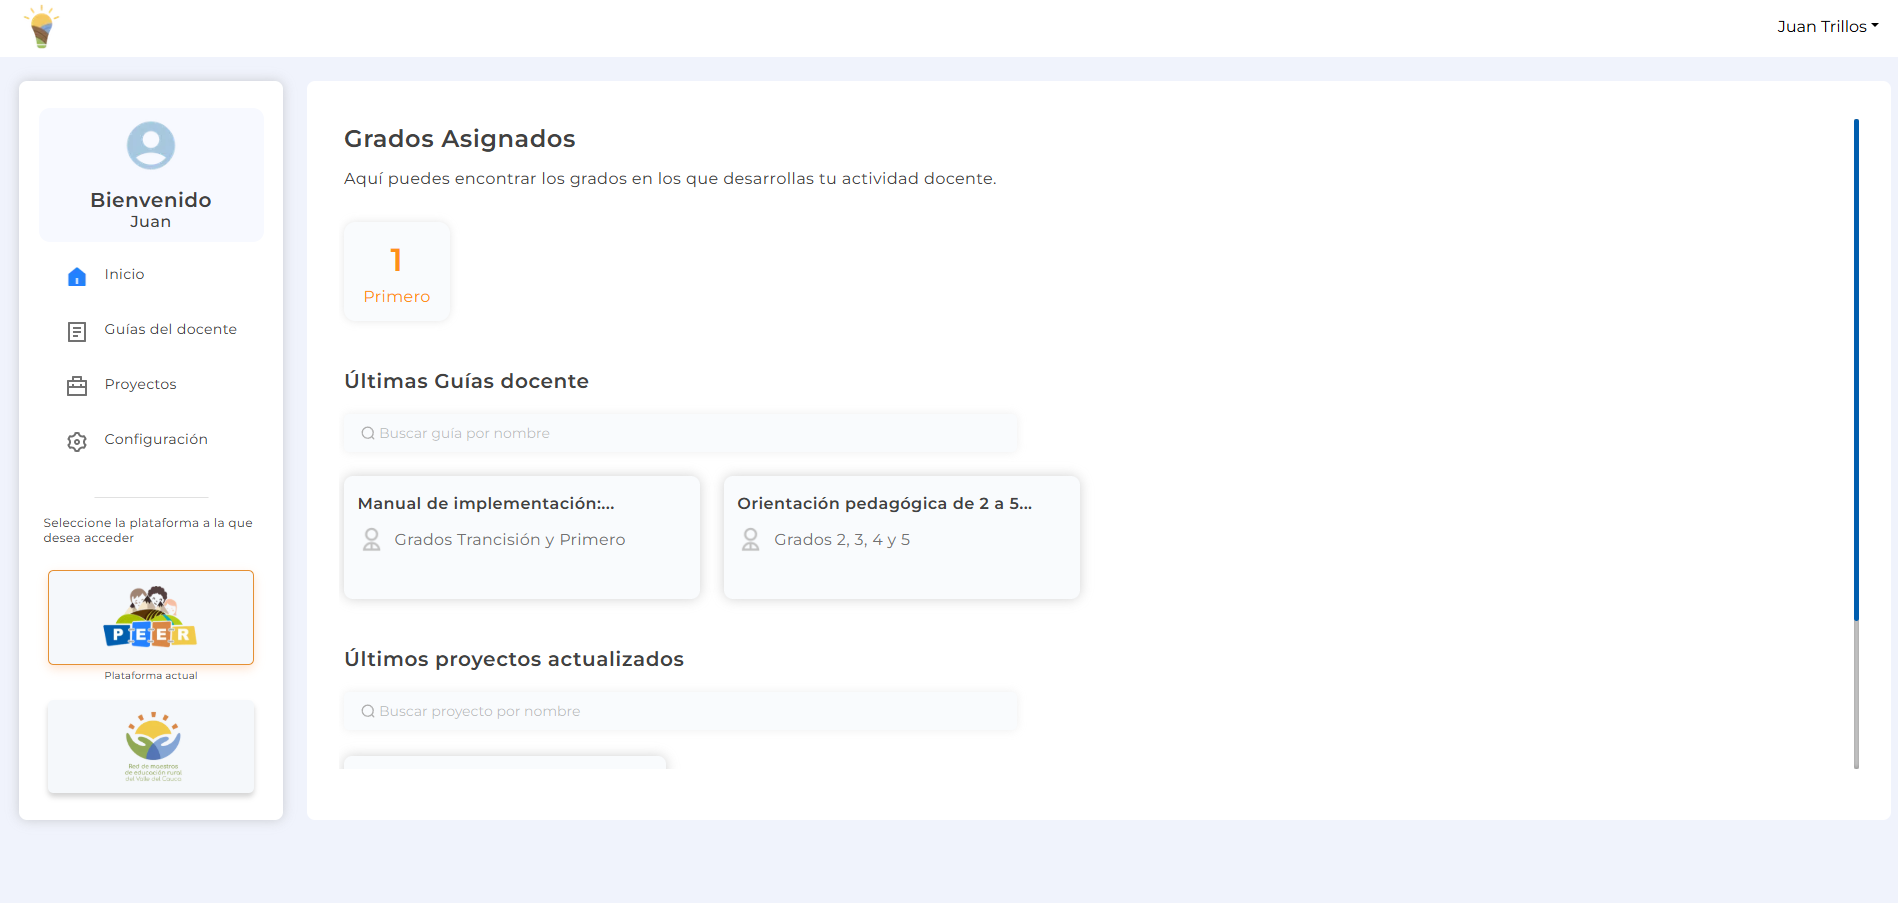 Juan Trillos
Bienvenido
Juan
Inicio
Guías del docente
Proyectos
Configuración
Seleccione la plataforma a la que
desea acceder
PEER
Plataforma actual
Red de maestros
de educación rural
del Valle del Cauca
Grados Asignados
Aquí puedes encontrar los grados en los que desarrollas tu actividad docente.
1
Primero
Últimas Guías docente
Buscar guía por nombre
Manual de implementación:...
Grados Trancisión y Primero
Orientación pedagógica de 2 a 5...
Grados 2, 3, 4 y 5
Últimos proyectos actualizados
Buscar proyecto por nombre